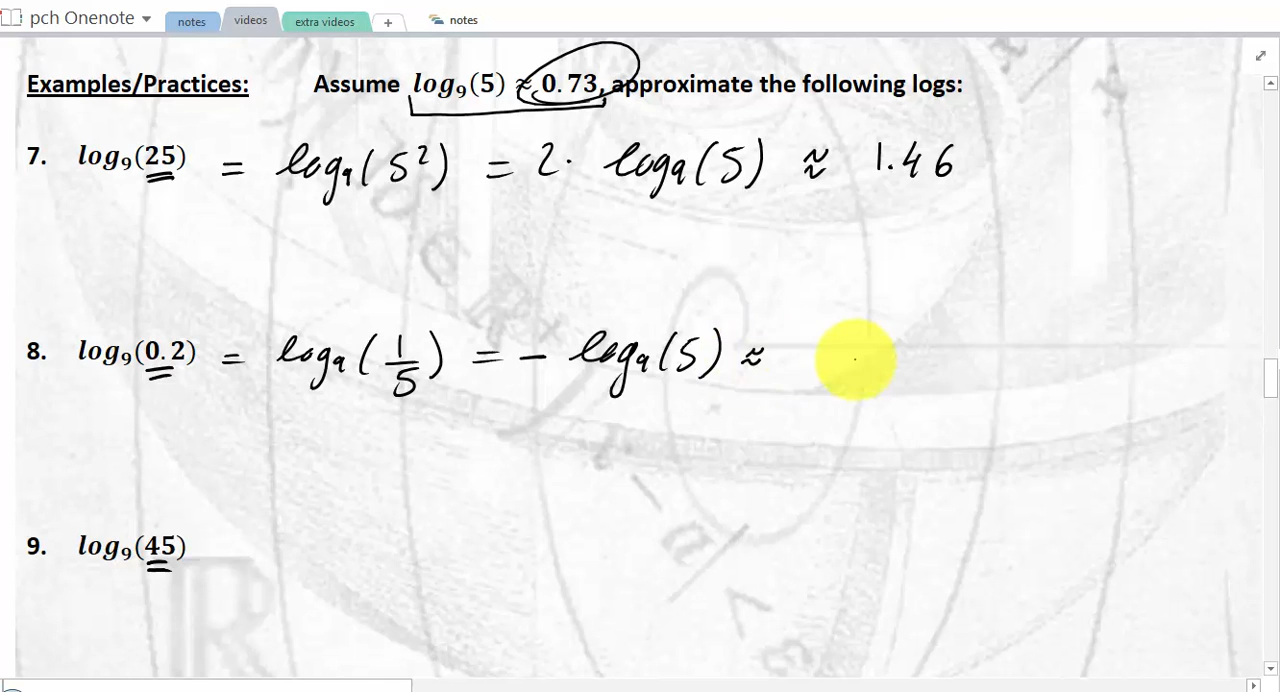 pch Onenote notes videos extra videos + notes
Examples/Practices: Assume log₉(5) ≈ 0.73, approximate the following logs:
7. log₉(25) = log₉(5²) = 2· log₉(5) ≈ 1.46
8. log₉(0.2) = log₉(1/5) = - log₉(5) ≈
9. log₉(45)